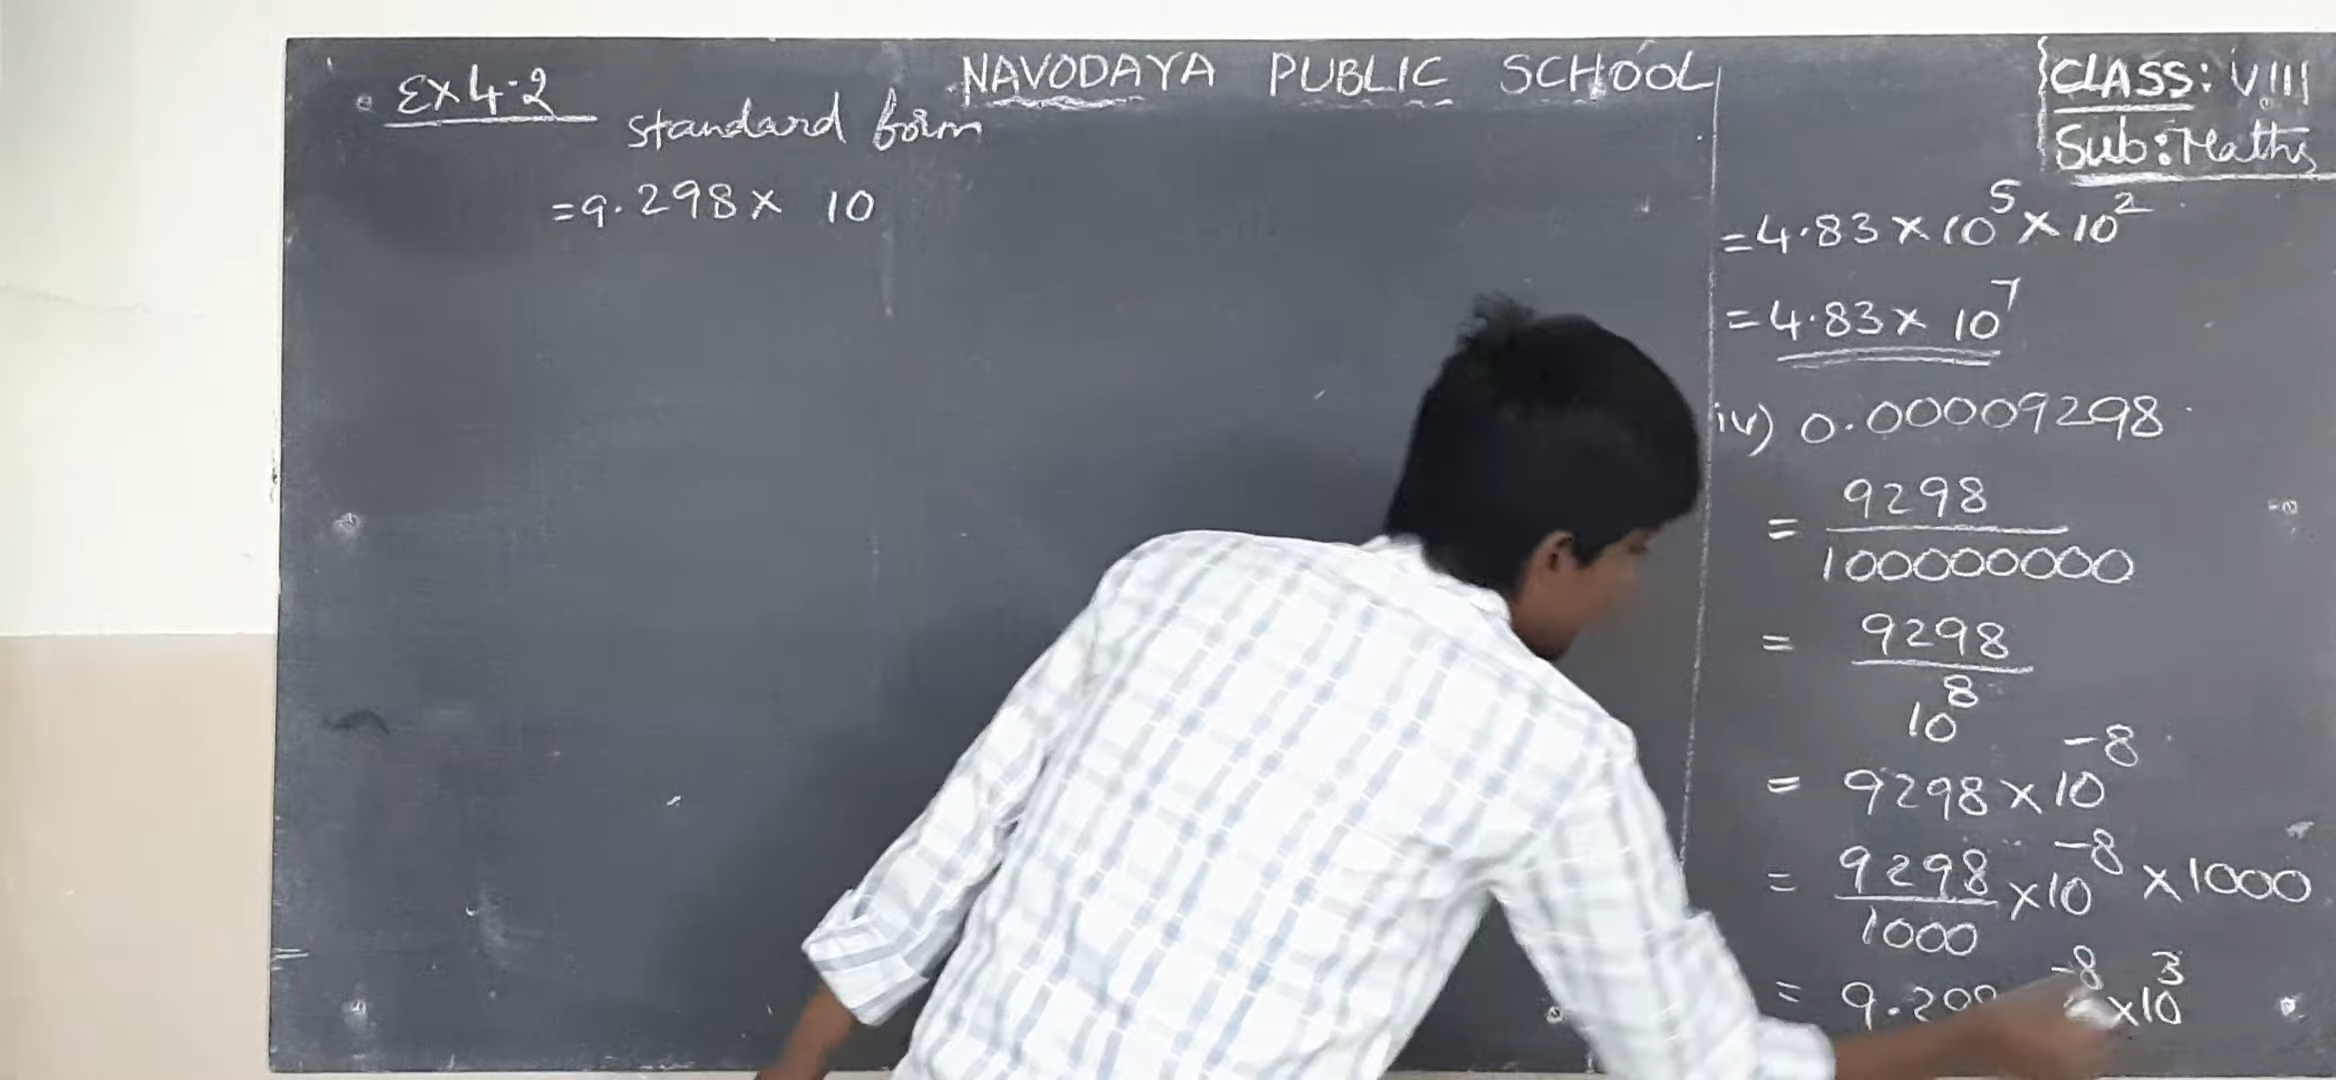 Ex 4.2
NAVODAYA PUBLIC SCHOOL
CLASS: VIII
Sub: Maths
standard form
= 9.298 × 10
= 4.83 × 10⁵ × 10²
= 4.83 × 10⁷
iv) 0.00009298
= 9298
100000000
= 9298
10⁸
= 9298 × 10⁻⁸
= 9298 × 10⁻⁸ × 1000
1000
= 9.29 ⁻⁸ × 10³